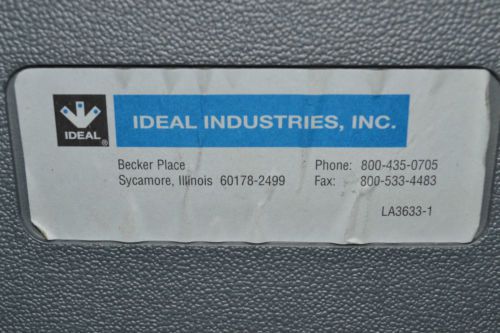 IDEAL®
IDEAL INDUSTRIES, INC.
Becker Place
Sycamore, Illinois 60178-2499
Phone: 800-435-0705
Fax: 800-533-4483
LA3633-1